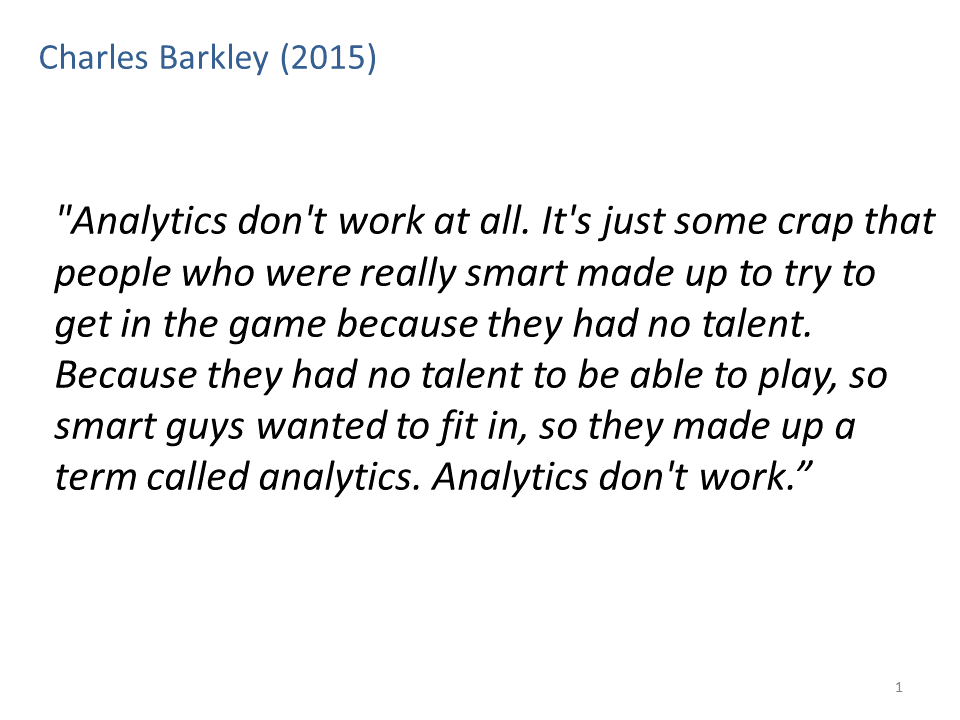 Charles Barkley (2015)
"Analytics don't work at all. It's just some crap that
people who were really smart made up to try to
get in the game because they had no talent.
Because they had no talent to be able to play, so
smart guys wanted to fit in, so they made up a
term called analytics. Analytics don't work.”
1